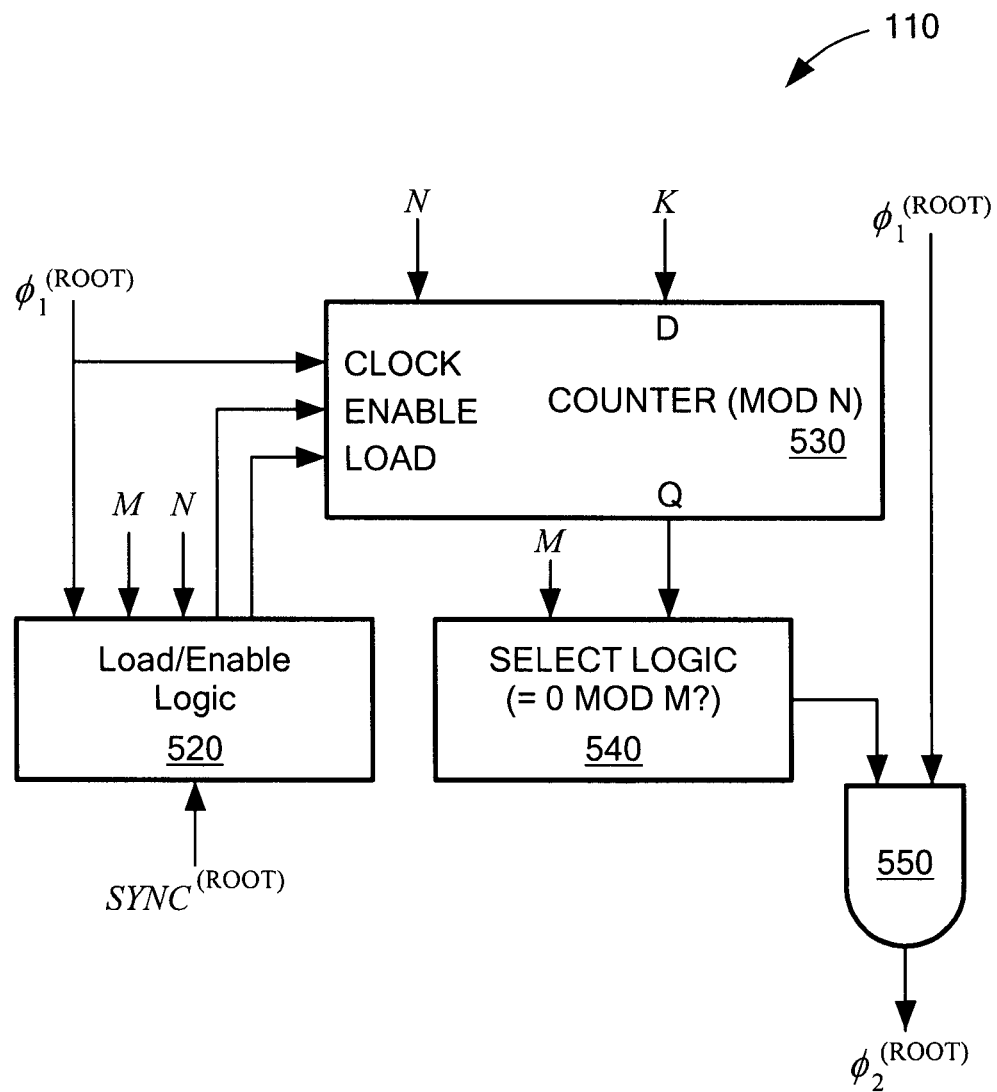 110
N
K
ϕ₁(ROOT)
ϕ₁(ROOT)
D
CLOCK
ENABLE
LOAD
COUNTER (MOD N)
530
Q
M
N
M
Load/Enable
Logic
520
SELECT LOGIC
(= 0 MOD M?)
540
550
SYNC(ROOT)
ϕ₂(ROOT)